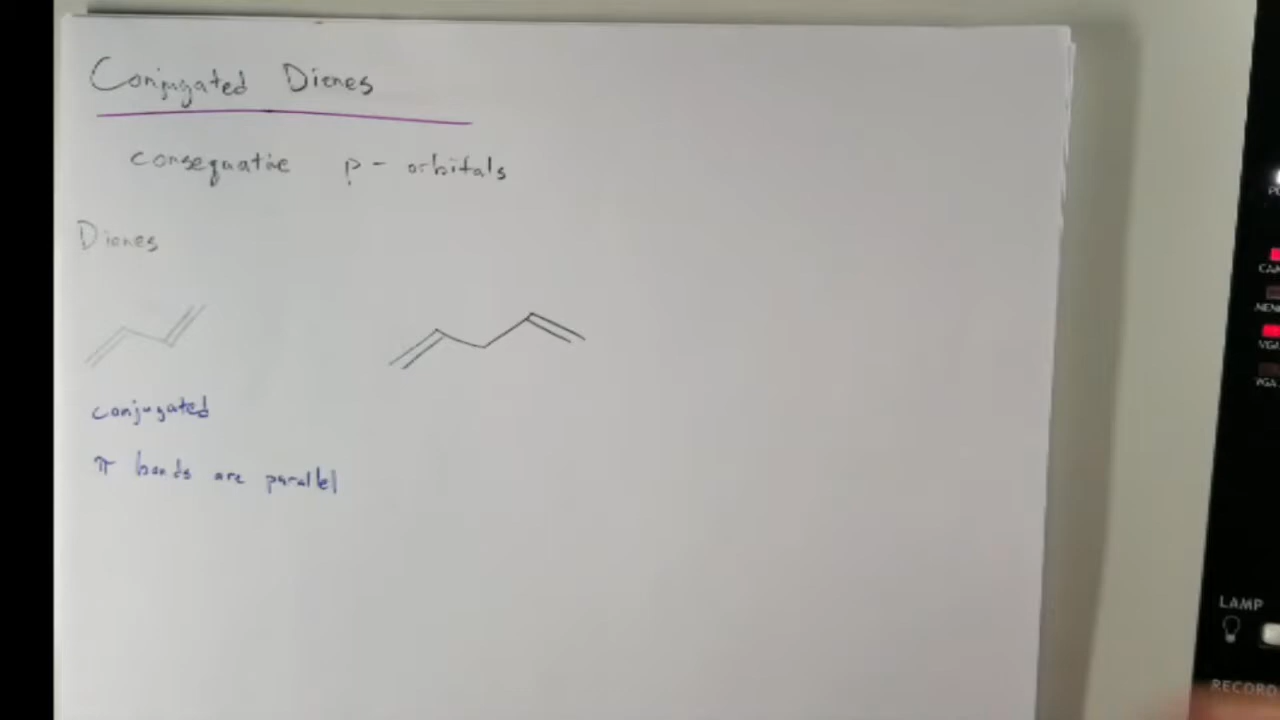 Conjugated Dienes
consequative p - orbitals
Dienes
conjugated
π bonds are parallel
LAMP
RECORD